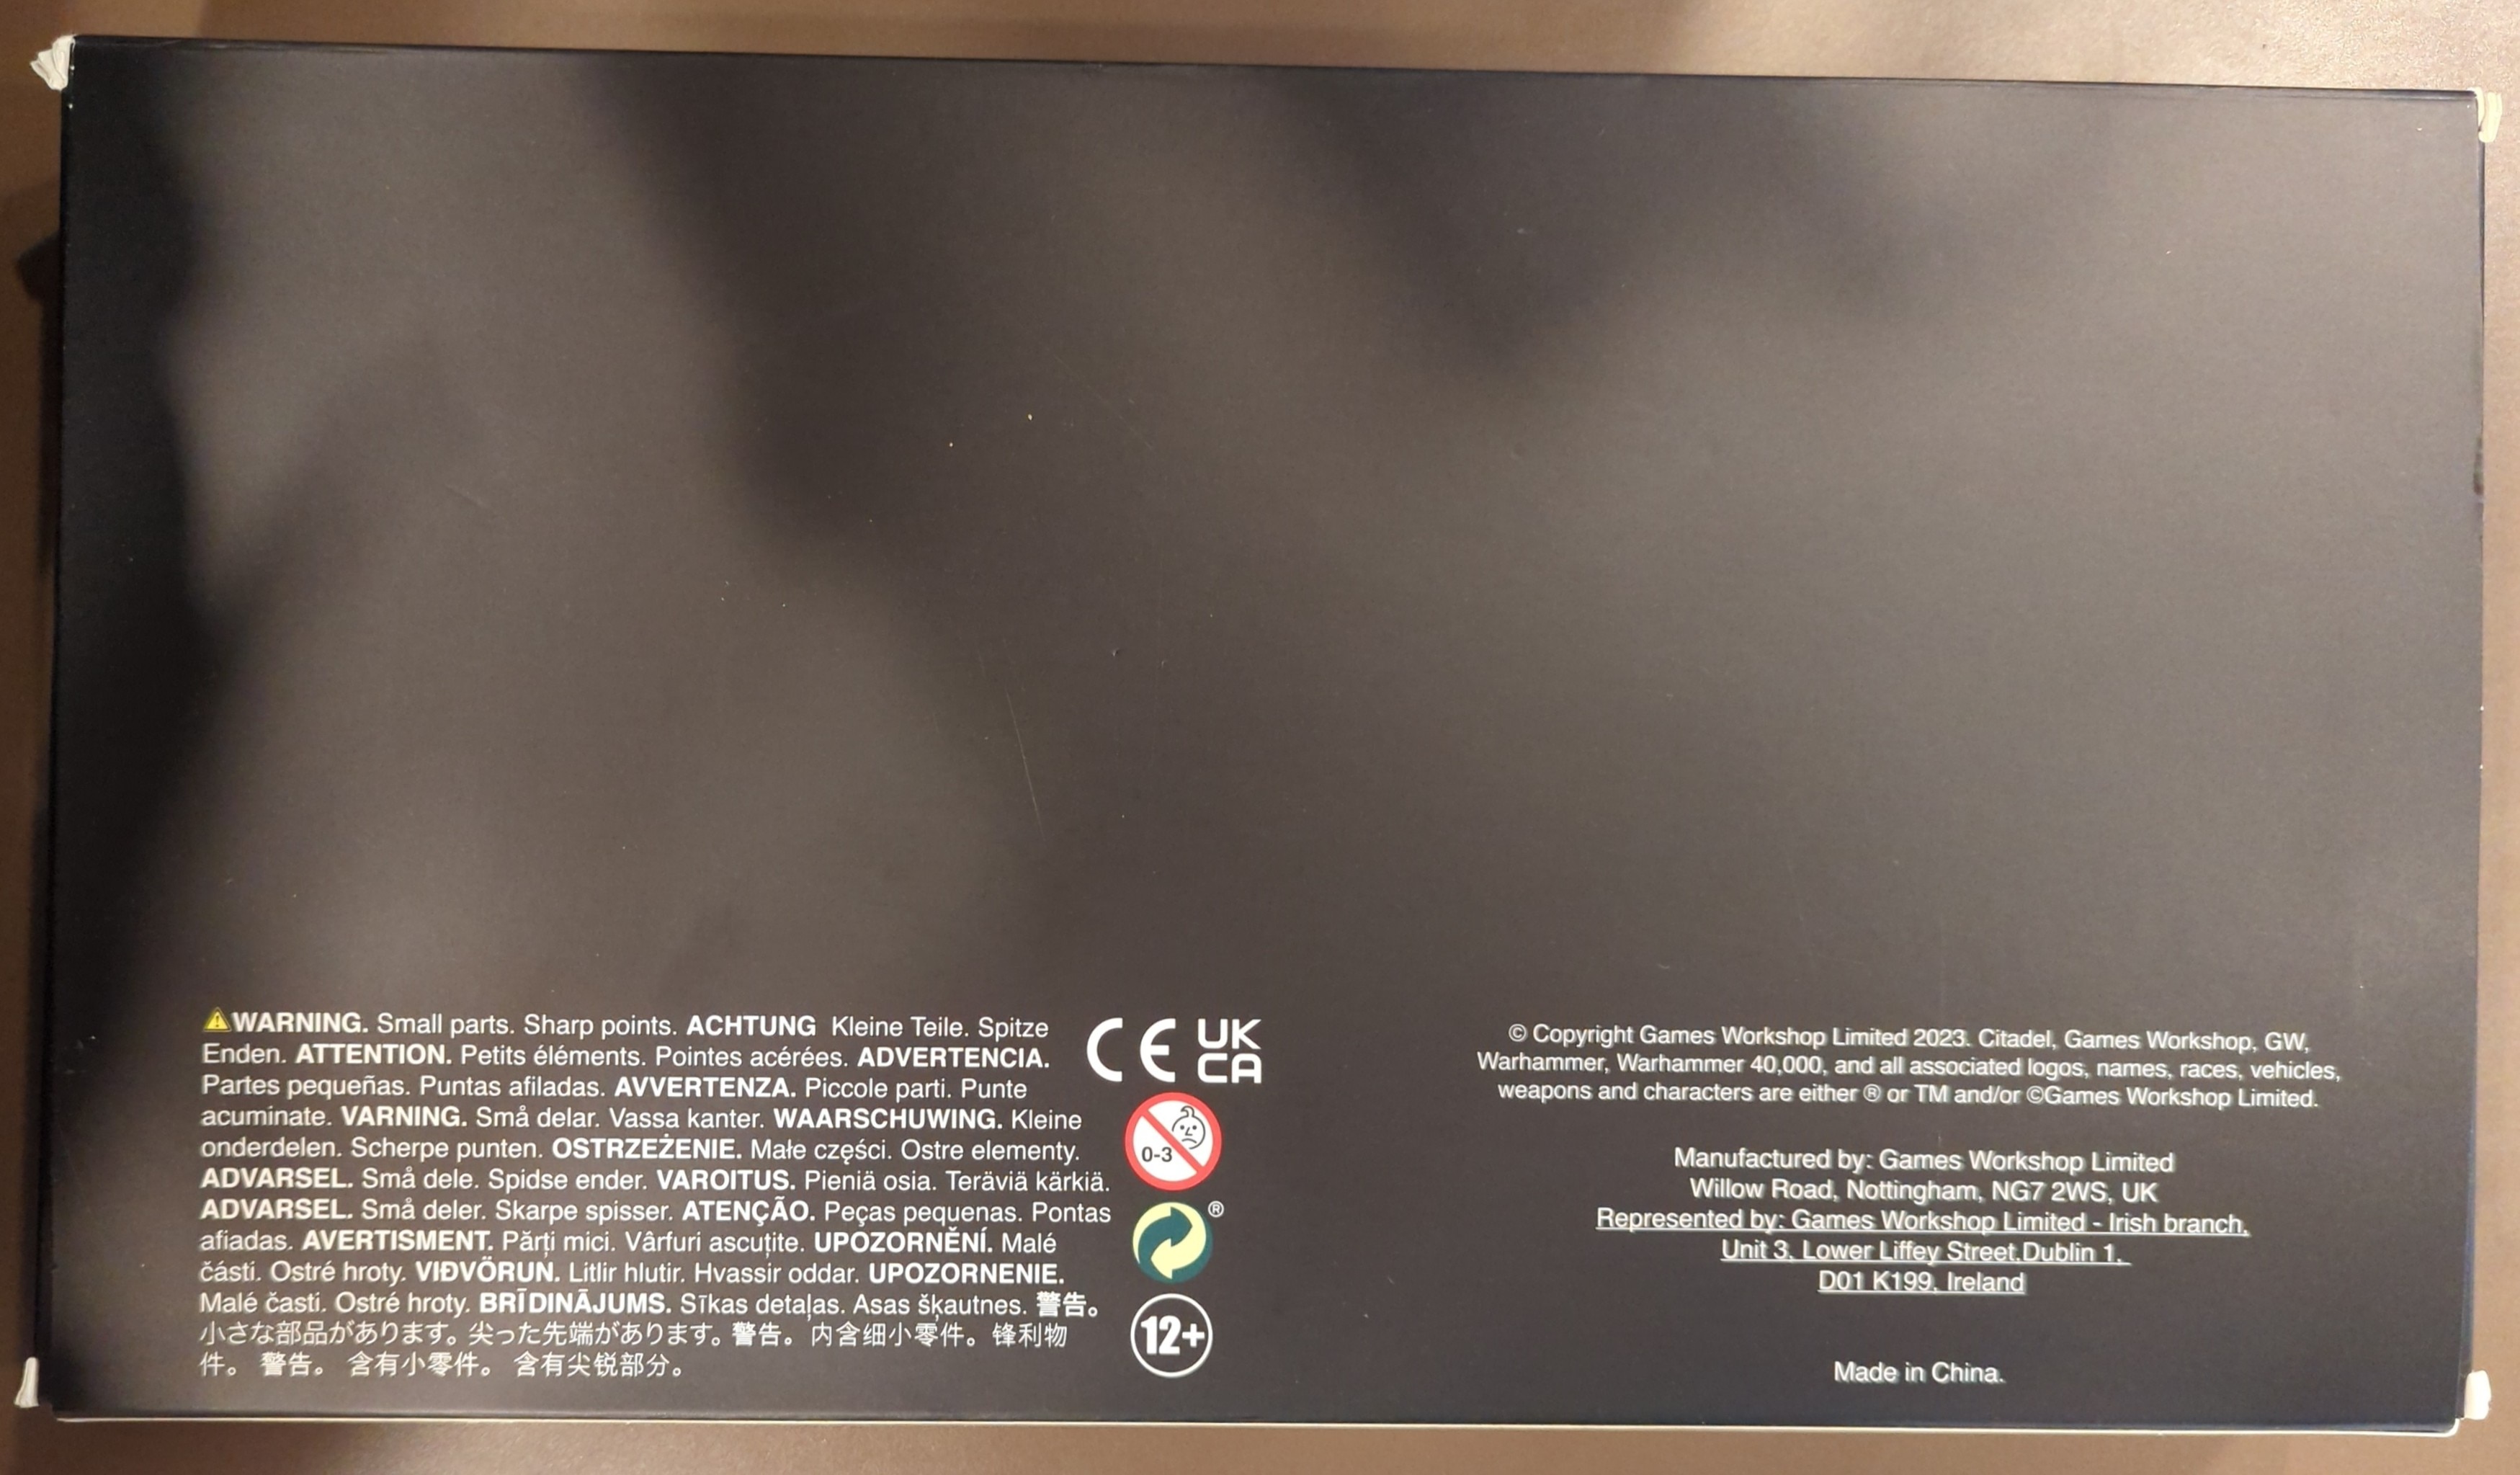 ⚠WARNING. Small parts. Sharp points. ACHTUNG Kleine Teile. Spitze
Enden. ATTENTION. Petits éléments. Pointes acérées. ADVERTENCIA.
Partes pequeñas. Puntas afiladas. AVVERTENZA. Piccole parti. Punte
acuminate. VARNING. Små delar. Vassa kanter. WAARSCHUWING. Kleine
onderdelen. Scherpe punten. OSTRZEŻENIE. Małe części. Ostre elementy.
ADVARSEL. Små dele. Spidse ender. VAROITUS. Pieniä osia. Teräviä kärkiä.
ADVARSEL. Små deler. Skarpe spisser. ATENÇÃO. Peças pequenas. Pontas
afiadas. AVERTISMENT. Părți mici. Vârfuri ascuțite. UPOZORNĚNÍ. Malé
části. Ostré hroty. VIÐVÖRUN. Litlir hlutir. Hvassir oddar. UPOZORNENIE.
Malé časti. Ostré hroty. BRĪDINĀJUMS. Sīkas detaļas. Asas šķautnes. 警告。
小さな部品があります。尖った先端があります。警告。内含细小零件。锋利物
件。 警告。 含有小零件。 含有尖锐部分。
CE UK
CA
0-3
®
12+
© Copyright Games Workshop Limited 2023. Citadel, Games Workshop, GW,
Warhammer, Warhammer 40,000, and all associated logos, names, races, vehicles,
weapons and characters are either ® or TM and/or ©Games Workshop Limited.
Manufactured by: Games Workshop Limited
Willow Road, Nottingham, NG7 2WS, UK
Represented by: Games Workshop Limited - Irish branch,
Unit 3, Lower Liffey Street,Dublin 1,
D01 K199, Ireland
Made in China.